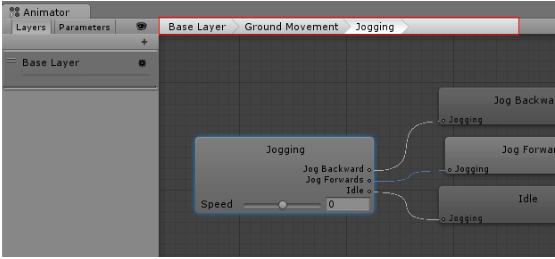 Animator
Layers Parameters
Base Layer Ground Movement Jogging
+
Base Layer
Jogging
Jog Backward
Jog Forwards
Idle
Speed 0
Jog Backwa
Jogging
Jog Forwar
Jogging
Idle
Jogging